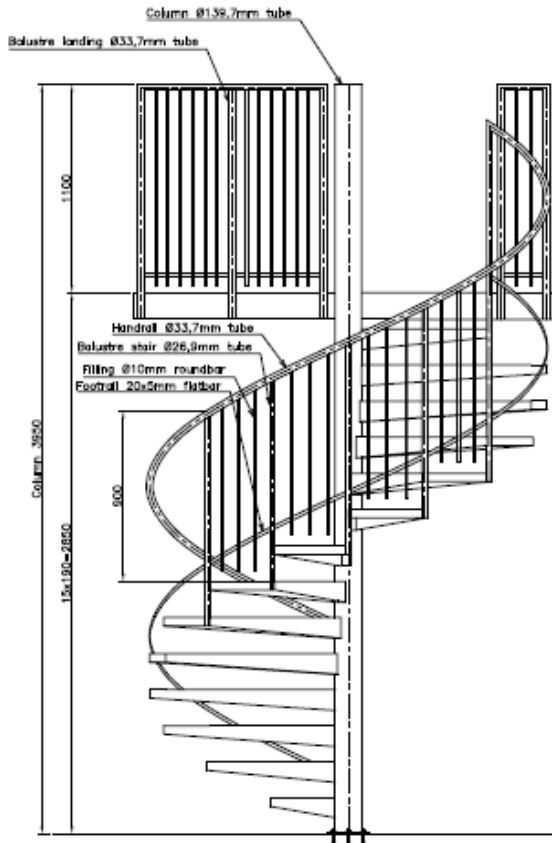 Column Ø139,7mm tube
Balustre landing Ø33,7mm tube
1100
Handrail Ø33,7mm tube
Balustre stair Ø26,9mm tube
Filling Ø10mm roundbar
Footrail 20x5mm flatbar
900
Column 3950
15x190=2850